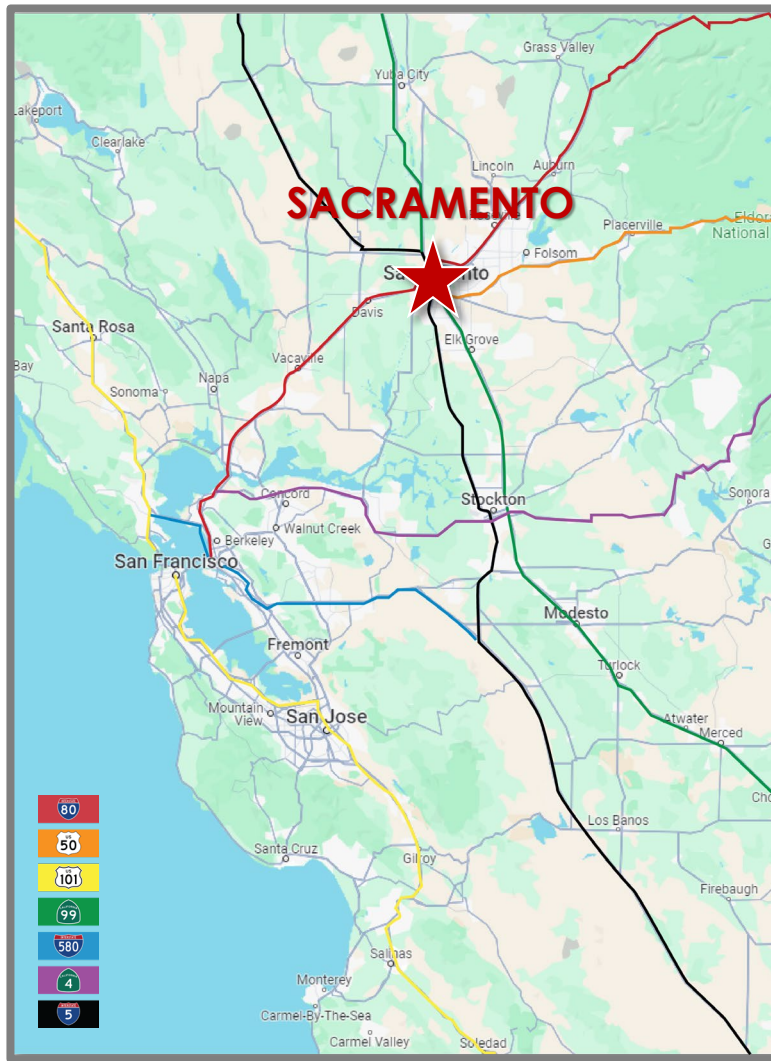 Grass Valley
Yuba City
Lakeport
Clearlake
Lincoln
Auburn
SACRAMENTO
Placerville
National
Folsom
Davis
Santa Rosa
Elk Grove
Vacaville
Bay
Sonoma
Napa
Concord
Stockton
Sonora
Walnut Creek
Berkeley
San Francisco
Modesto
Fremont
Turlock
Mountain
View
San Jose
Atwater
Merced
80
US
50
US
101
99
580
4
5
Los Banos
Santa Cruz
Gilroy
Firebaugh
Salinas
Monterey
Carmel-By-The-Sea
Carmel Valley
Soledad